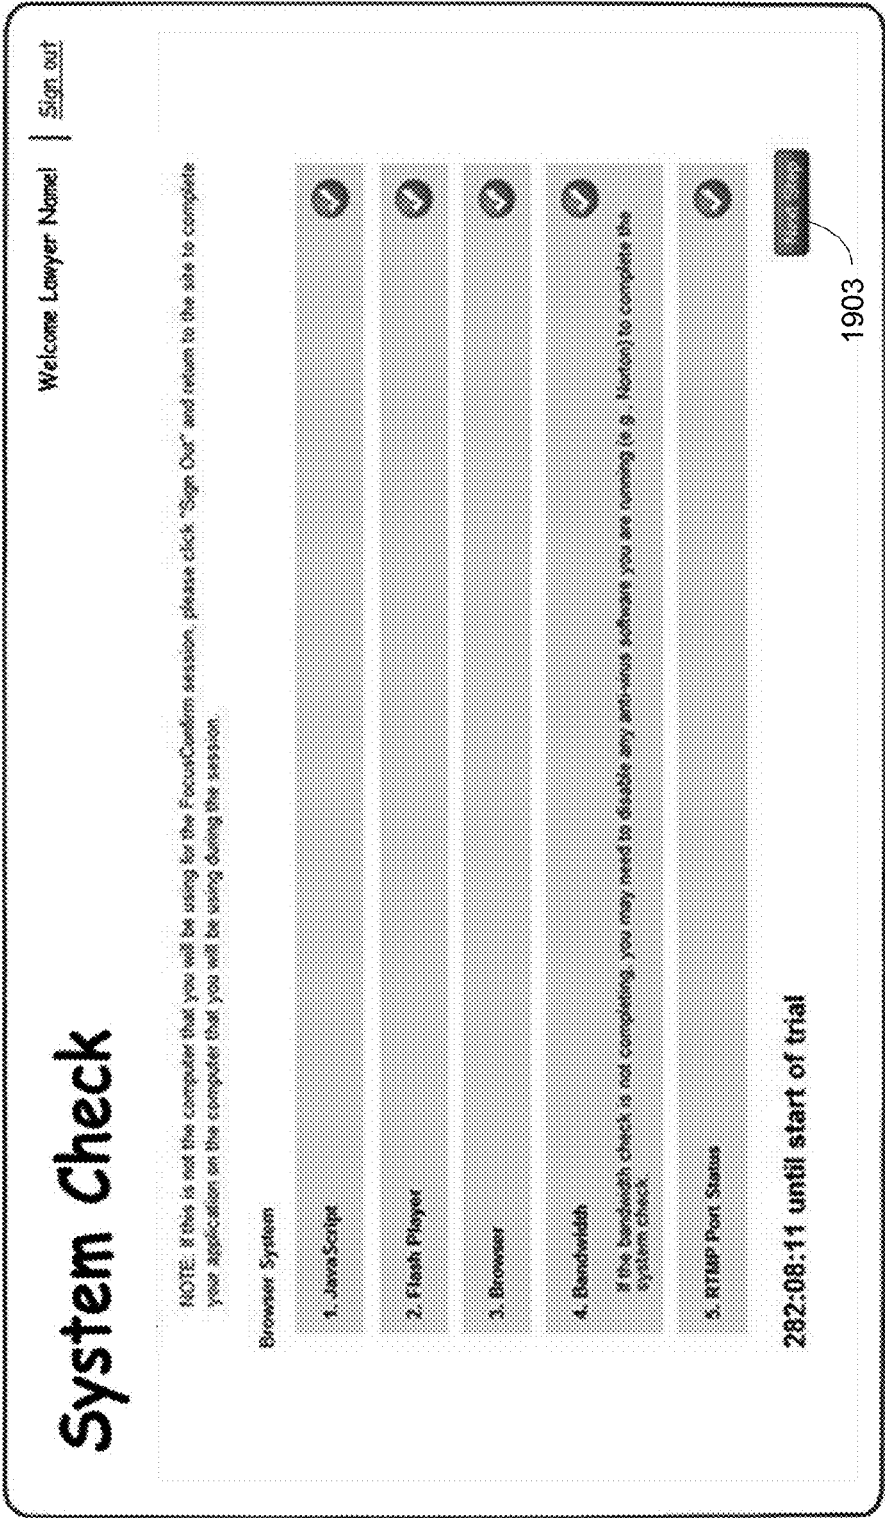 System Check
Welcome Lawyer Name! | Sign out
NOTE: If this is not the computer that you will be using for the FocusConfirm session, please click "Sign Out" and return to the site to complete
your application on the computer that you will be using during the session.
Browser System
1. JavaScript
2. Flash Player
3. Browser
4. Bandwidth
If the bandwidth check is not completing, you may need to disable any anti-virus software you are running (e.g. Norton) to complete the
system check.
5. RTMP Port Status
282:08:11 until start of trial
1903